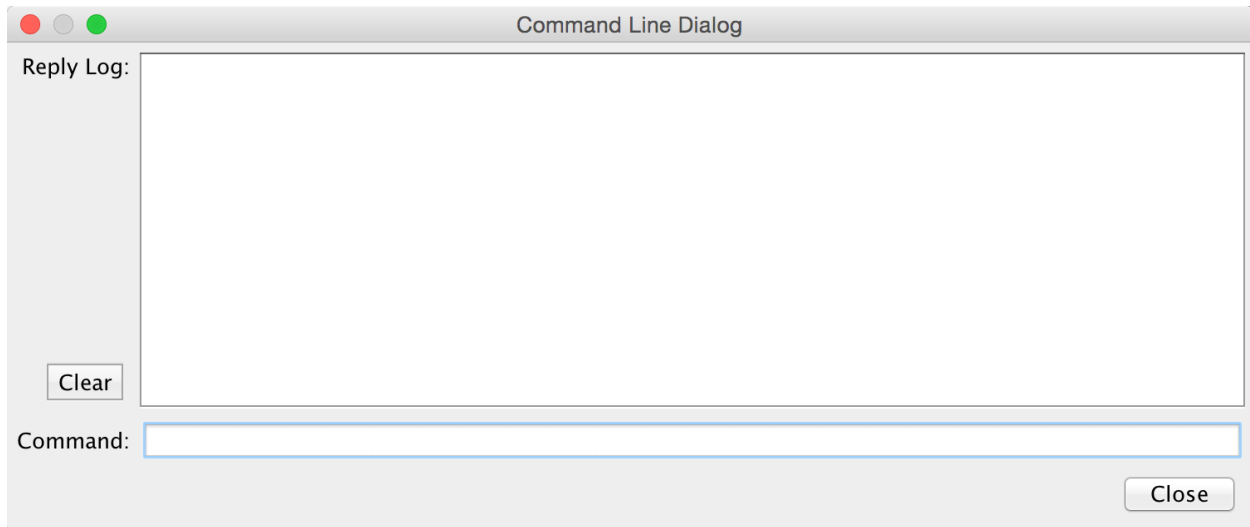 Command Line Dialog
Reply Log:
Clear
Command:
Close